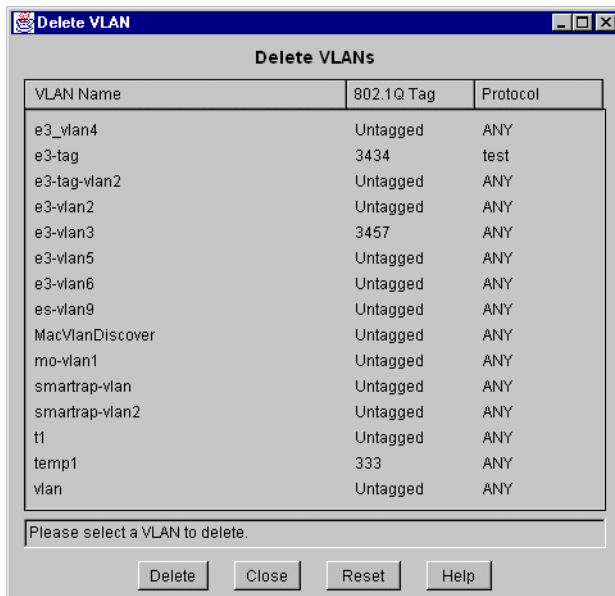 Delete VLAN
Delete VLANs
VLAN Name 802.1Q Tag Protocol
e3_vlan4 Untagged ANY
e3-tag 3434 test
e3-tag-vlan2 Untagged ANY
e3-vlan2 Untagged ANY
e3-vlan3 3457 ANY
e3-vlan5 Untagged ANY
e3-vlan6 Untagged ANY
es-vlan9 Untagged ANY
MacVlanDiscover Untagged ANY
mo-vlan1 Untagged ANY
smartrap-vlan Untagged ANY
smartrap-vlan2 Untagged ANY
t1 Untagged ANY
temp1 333 ANY
vlan Untagged ANY
Please select a VLAN to delete.
Delete Close Reset Help